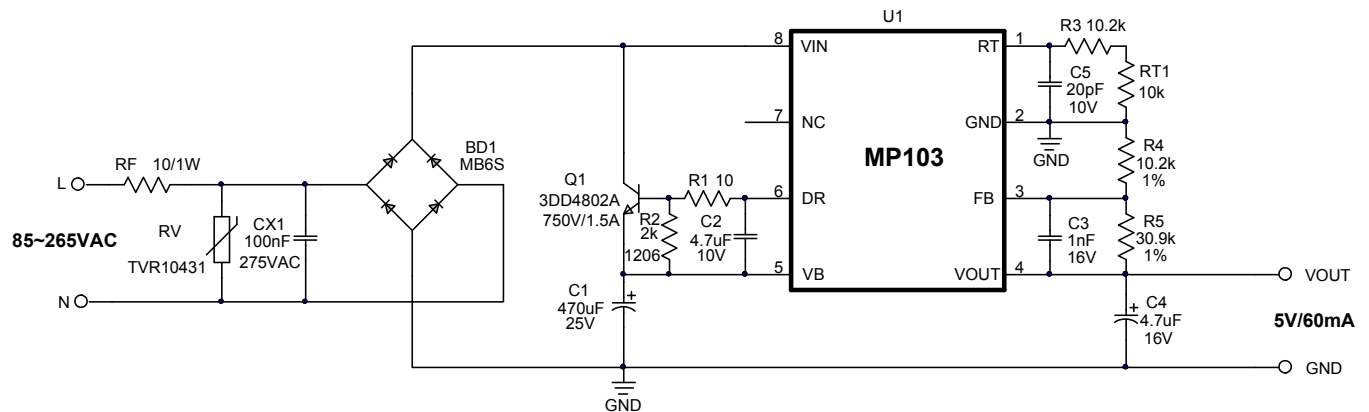 U1
8 VIN
RT 1
R3 10.2k
C5
20pF
10V
RT1
10k
7 NC
GND 2
GND
MP103
R4
10.2k
1%
BD1
MB6S
RF 10/1W
L
Q1
3DD4802A
750V/1.5A
R1 10
6 DR
FB 3
R2
2k
1206
C2
4.7uF
10V
C3
1nF
16V
R5
30.9k
1%
85~265VAC
RV
TVR10431
CX1
100nF
275VAC
5 VB
VOUT 4
VOUT
N
C1
470uF
25V
+
C4
4.7uF
16V
+
5V/60mA
GND
GND